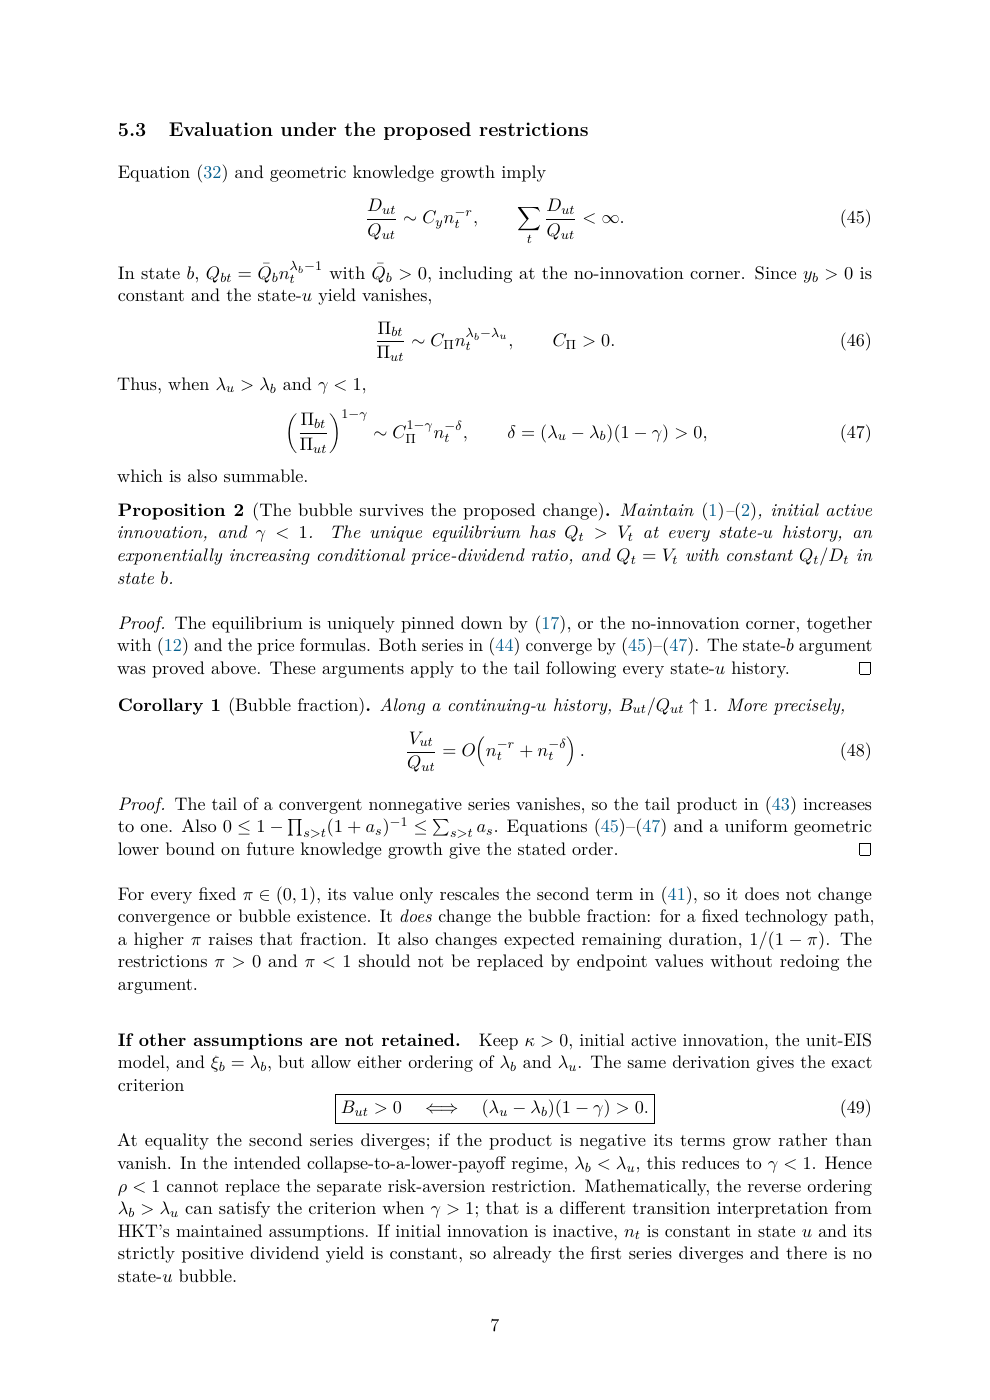 5.3 Evaluation under the proposed restrictions
Equation (32) and geometric knowledge growth imply
D_{ut}/Q_{ut} ∼ C_y n_t^{−r}, ∑_t D_{ut}/Q_{ut} < ∞. (45)
In state b, Q_{bt} = Q̄_b n_t^{λ_b−1} with Q̄_b > 0, including at the no-innovation corner. Since y_b > 0 is
constant and the state-u yield vanishes,
Π_{bt}/Π_{ut} ∼ C_Π n_t^{λ_b−λ_u}, C_Π > 0. (46)
Thus, when λ_u > λ_b and γ < 1,
(Π_{bt}/Π_{ut})^{1−γ} ∼ C_Π^{1−γ} n_t^{−δ}, δ = (λ_u − λ_b)(1 − γ) > 0, (47)
which is also summable.
Proposition 2 (The bubble survives the proposed change). Maintain (1)–(2), initial active
innovation, and γ < 1. The unique equilibrium has Q_t > V_t at every state-u history, an
exponentially increasing conditional price-dividend ratio, and Q_t = V_t with constant Q_t/D_t in
state b.
Proof. The equilibrium is uniquely pinned down by (17), or the no-innovation corner, together
with (12) and the price formulas. Both series in (44) converge by (45)–(47). The state-b argument
was proved above. These arguments apply to the tail following every state-u history. □
Corollary 1 (Bubble fraction). Along a continuing-u history, B_{ut}/Q_{ut} ↑ 1. More precisely,
V_{ut}/Q_{ut} = O(n_t^{−r} + n_t^{−δ}). (48)
Proof. The tail of a convergent nonnegative series vanishes, so the tail product in (43) increases
to one. Also 0 ≤ 1 − ∏_{s>t}(1 + a_s)^{−1} ≤ ∑_{s>t} a_s. Equations (45)–(47) and a uniform geometric
lower bound on future knowledge growth give the stated order. □
For every fixed π ∈ (0, 1), its value only rescales the second term in (41), so it does not change
convergence or bubble existence. It does change the bubble fraction: for a fixed technology path,
a higher π raises that fraction. It also changes expected remaining duration, 1/(1 − π). The
restrictions π > 0 and π < 1 should not be replaced by endpoint values without redoing the
argument.
If other assumptions are not retained. Keep κ > 0, initial active innovation, the unit-EIS
model, and ξ_b = λ_b, but allow either ordering of λ_b and λ_u. The same derivation gives the exact
criterion
B_{ut} > 0 ⟺ (λ_u − λ_b)(1 − γ) > 0. (49)
At equality the second series diverges; if the product is negative its terms grow rather than
vanish. In the intended collapse-to-a-lower-payoff regime, λ_b < λ_u, this reduces to γ < 1. Hence
ρ < 1 cannot replace the separate risk-aversion restriction. Mathematically, the reverse ordering
λ_b > λ_u can satisfy the criterion when γ > 1; that is a different transition interpretation from
HKT's maintained assumptions. If initial innovation is inactive, n_t is constant in state u and its
strictly positive dividend yield is constant, so already the first series diverges and there is no
state-u bubble.
7